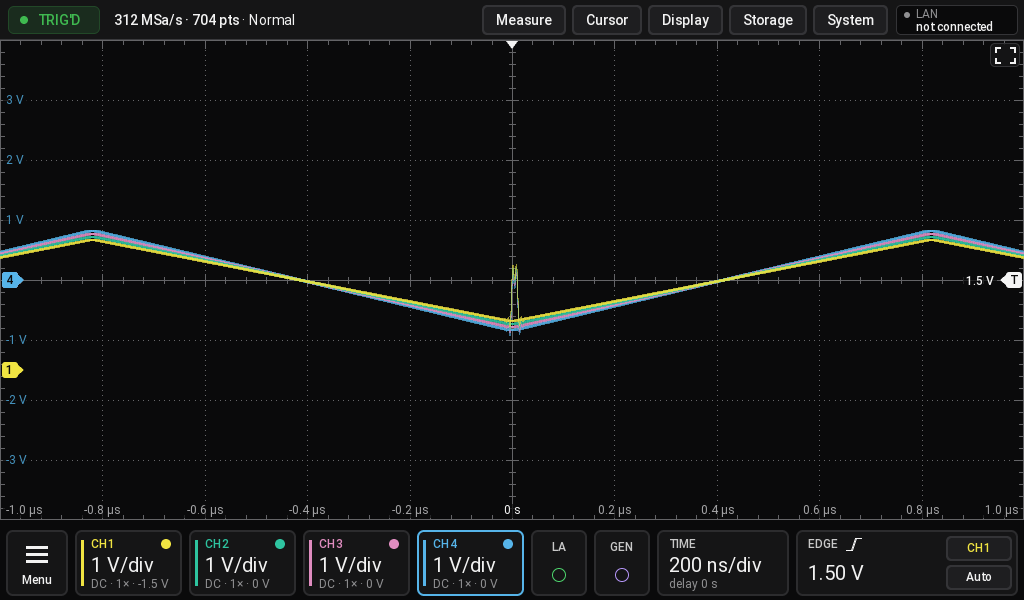 TRIG'D
312 MSa/s · 704 pts · Normal
Measure
Cursor
Display
Storage
System
LAN
not connected
3 V
2 V
1 V
4
1.5 V
T
-1 V
1
-2 V
-3 V
-1.0 µs
-0.8 µs
-0.6 µs
-0.4 µs
-0.2 µs
0 s
0.2 µs
0.4 µs
0.6 µs
0.8 µs
1.0 µs
Menu
CH1
1 V/div
DC · 1× · -1.5 V
CH2
1 V/div
DC · 1× · 0 V
CH3
1 V/div
DC · 1× · 0 V
CH4
1 V/div
DC · 1× · 0 V
LA
GEN
TIME
200 ns/div
delay 0 s
EDGE
1.50 V
CH1
Auto